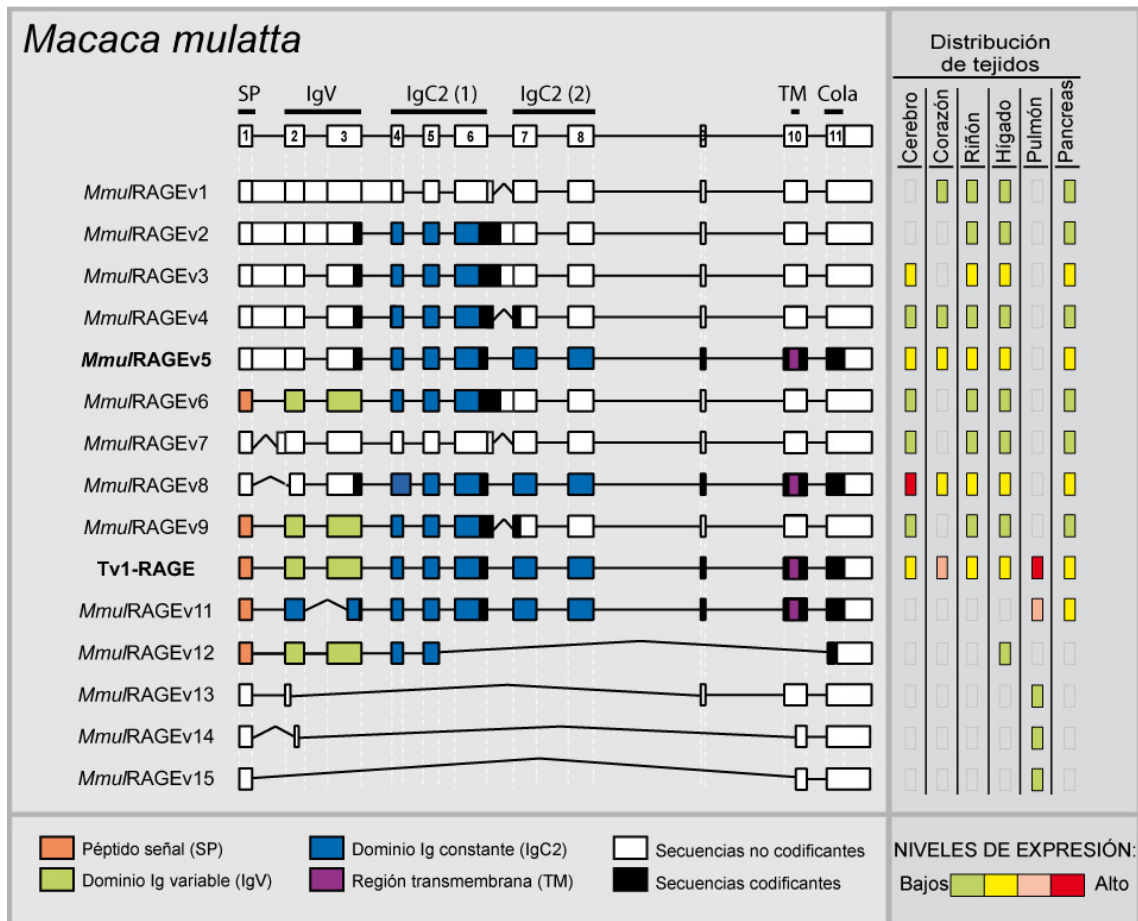 Macaca mulatta
Distribución
de tejidos
SP IgV IgC2 (1) IgC2 (2) TM Cola
Cerebro
Corazón
Riñón
Hígado
Pulmón
Pancreas
1 2 3 4 5 6 7 8 10 11
MmulRAGEv1
MmulRAGEv2
MmulRAGEv3
MmulRAGEv4
MmulRAGEv5
MmulRAGEv6
MmulRAGEv7
MmulRAGEv8
MmulRAGEv9
Tv1-RAGE
MmulRAGEv11
MmulRAGEv12
MmulRAGEv13
MmulRAGEv14
MmulRAGEv15
Péptido señal (SP)
Dominio Ig variable (IgV)
Dominio Ig constante (IgC2)
Región transmembrana (TM)
Secuencias no codificantes
Secuencias codificantes
NIVELES DE EXPRESIÓN:
Bajos Alto